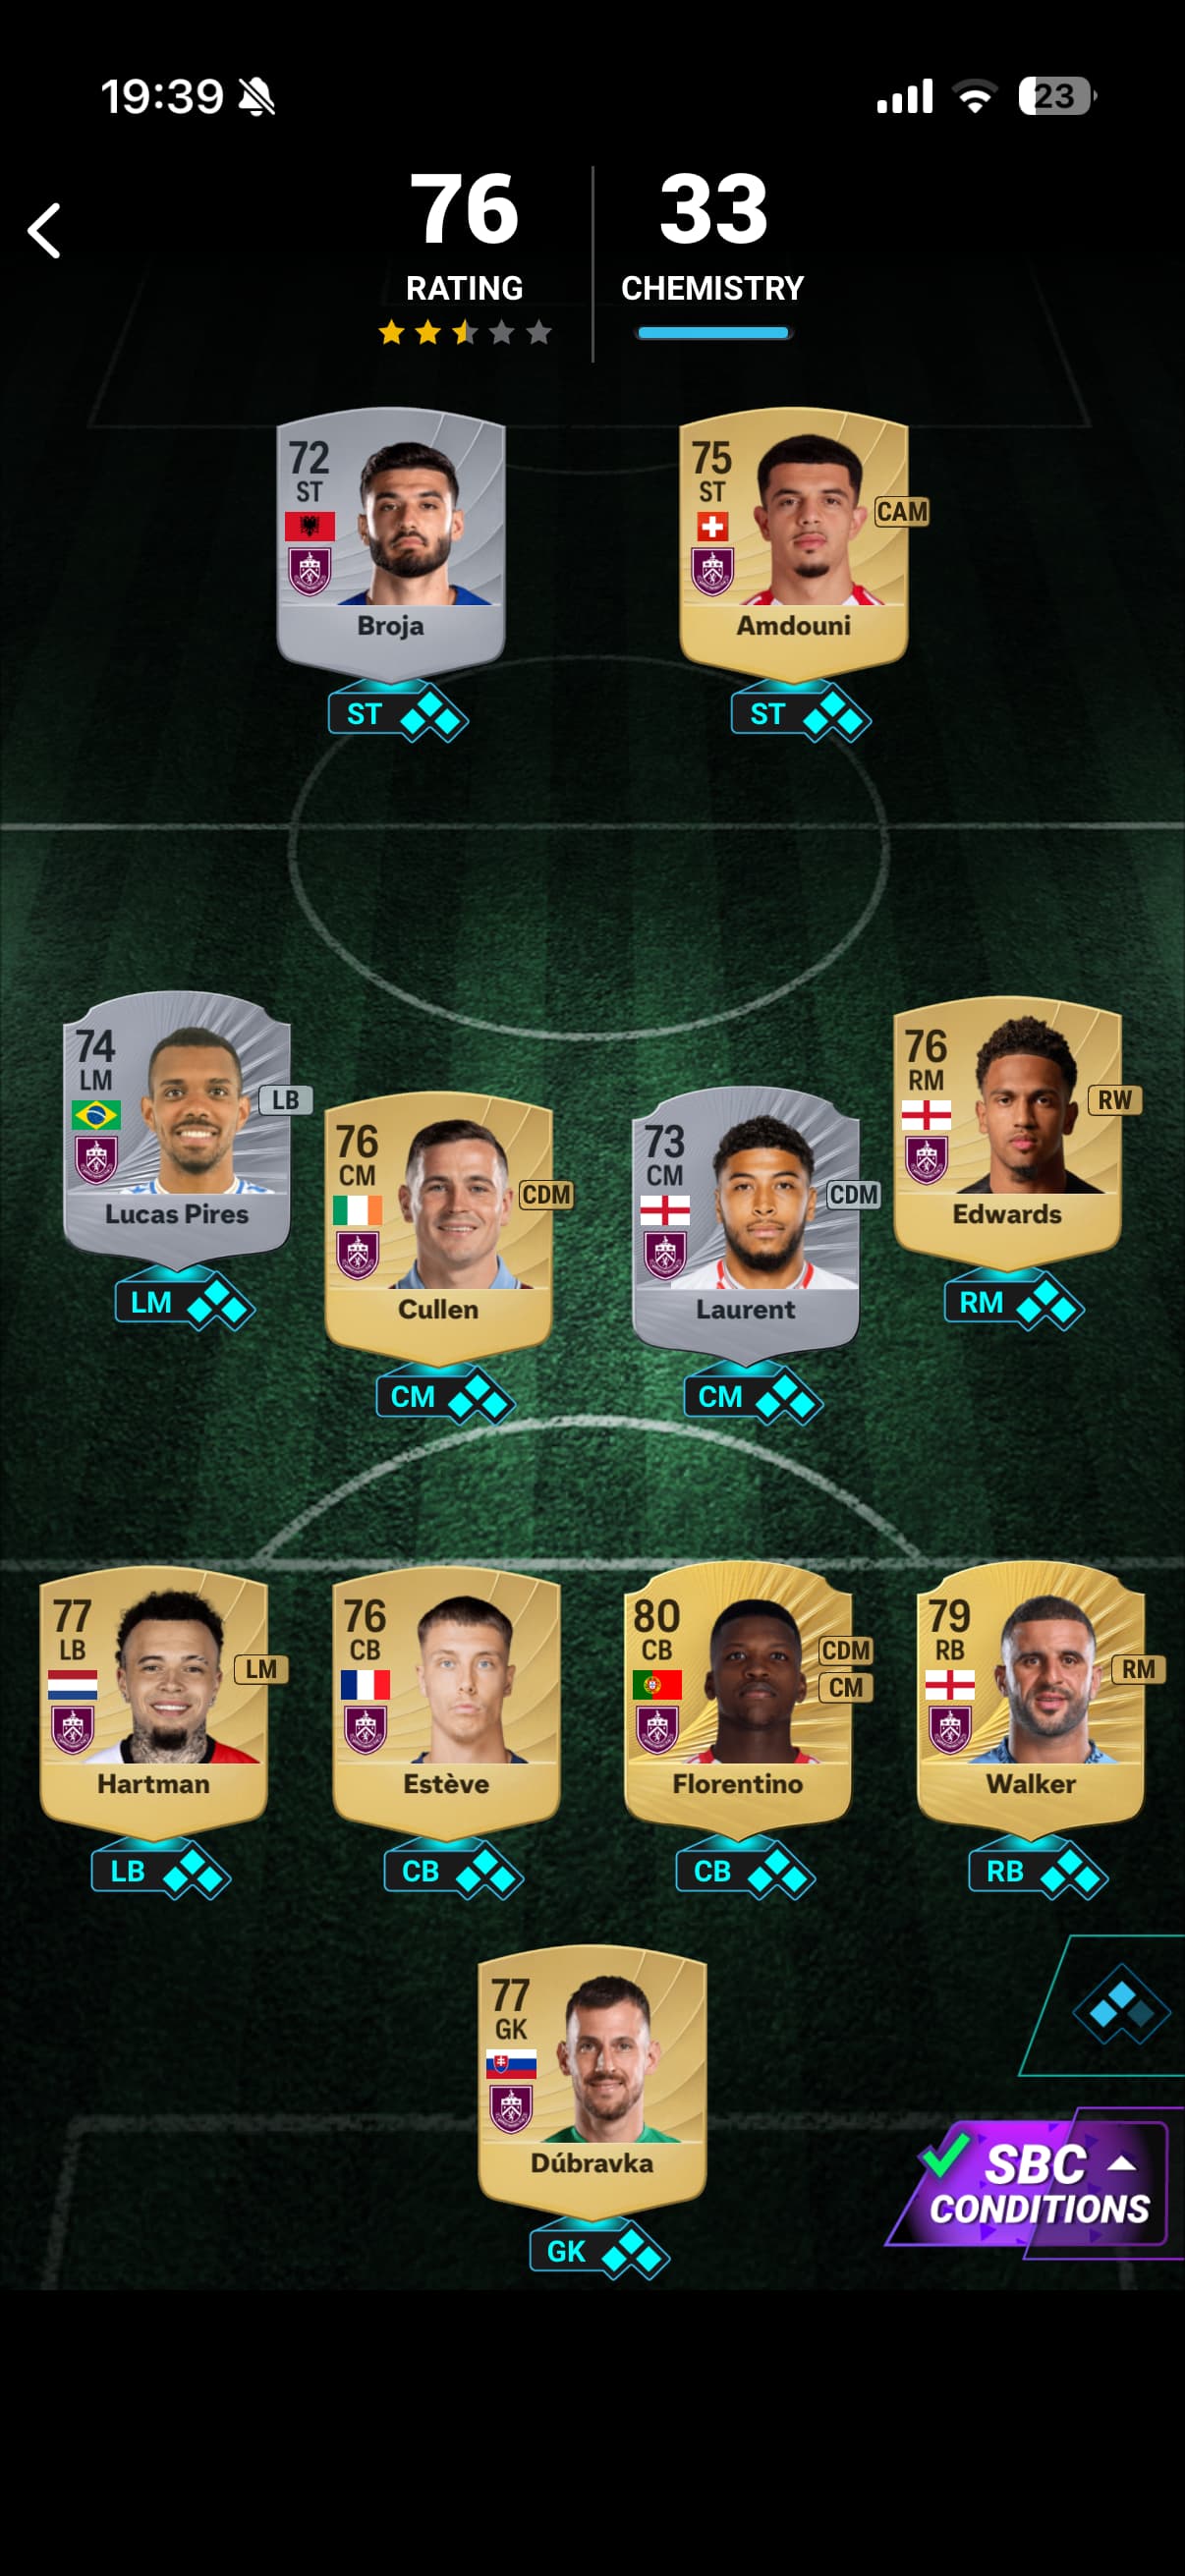 19:39
23
76
33
RATING
CHEMISTRY
72
ST
Broja
ST
75
ST
CAM
Amdouni
ST
74
LM
LB
Lucas Pires
LM
76
CM
CDM
Cullen
CM
73
CM
CDM
Laurent
CM
76
RM
RW
Edwards
RM
77
LB
LM
Hartman
LB
76
CB
Estève
CB
80
CB
CDM
CM
Florentino
CB
79
RB
RM
Walker
RB
77
GK
Dúbravka
GK
SBC
CONDITIONS